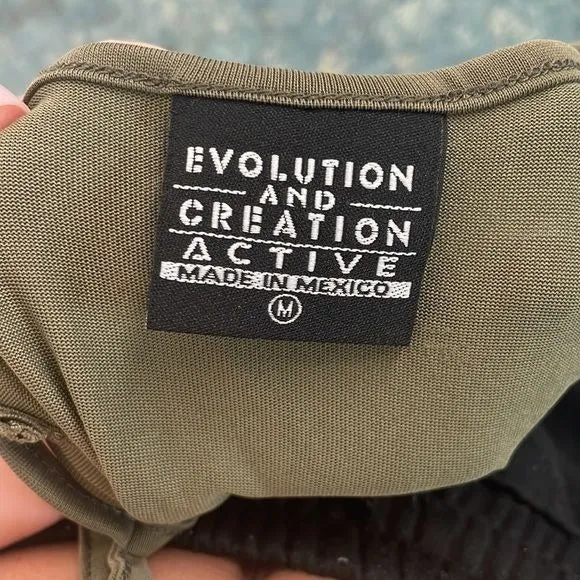 EVOLUTION
AND
CREATION
ACTIVE
MADE IN MEXICO
M